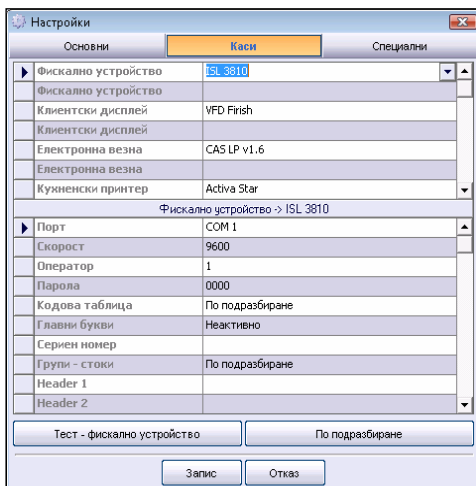 Настройки
Основни Каси Специални
Фискално устройство ISL 3810
Фискално устройство
Клиентски дисплей VFD Firish
Клиентски дисплей
Електронна везна CAS LP v1.6
Електронна везна
Кухненски принтер Activa Star
Фискално устройство -> ISL 3810
Порт COM 1
Скорост 9600
Оператор 1
Парола 0000
Кодова таблица По подразбиране
Главни букви Неактивно
Сериен номер
Групи - стоки По подразбиране
Header 1
Header 2
Тест - фискално устройство По подразбиране
Запис Отказ